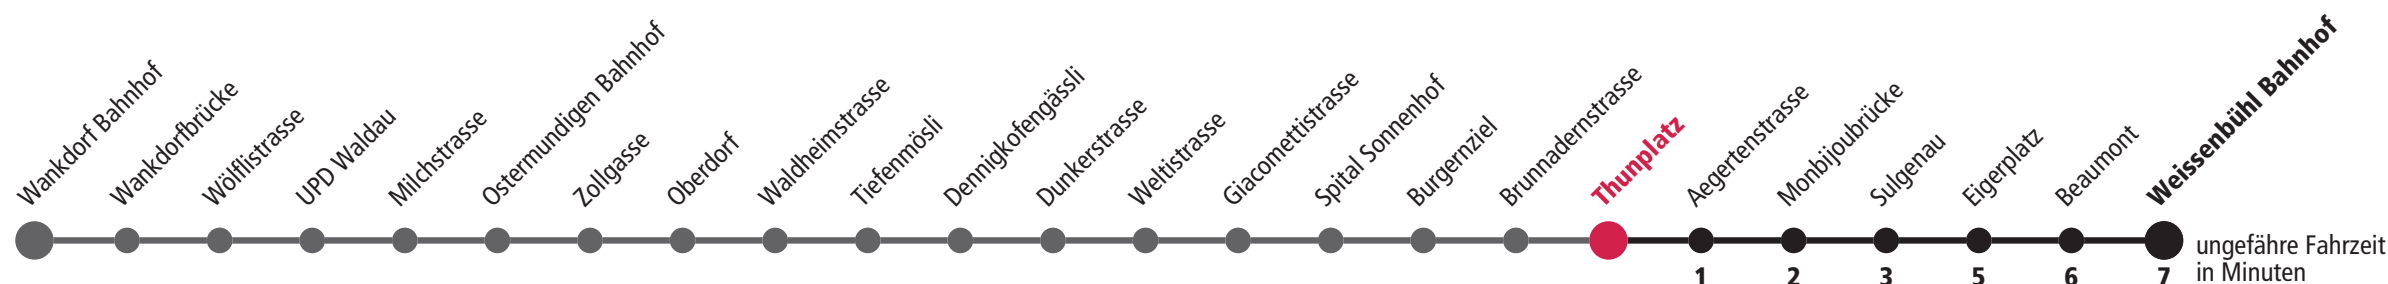 Wankdorf Bahnhof
Wankdorfbrücke
Wölflistrasse
UPD Waldau
Milchstrasse
Ostermundigen Bahnhof
Zollgasse
Oberdorf
Waldheimstrasse
Tiefenmösli
Dennigkofengässli
Dunkerstrasse
Weltistrasse
Giacomettistrasse
Spital Sonnenhof
Burgernziel
Brunnadernstrasse
Thunplatz
Aegertenstrasse
Monbijoubrücke
Sulgenau
Eigerplatz
Beaumont
Weissenbühl Bahnhof
1 2 3 5 6 7
ungefähre Fahrzeit
in Minuten